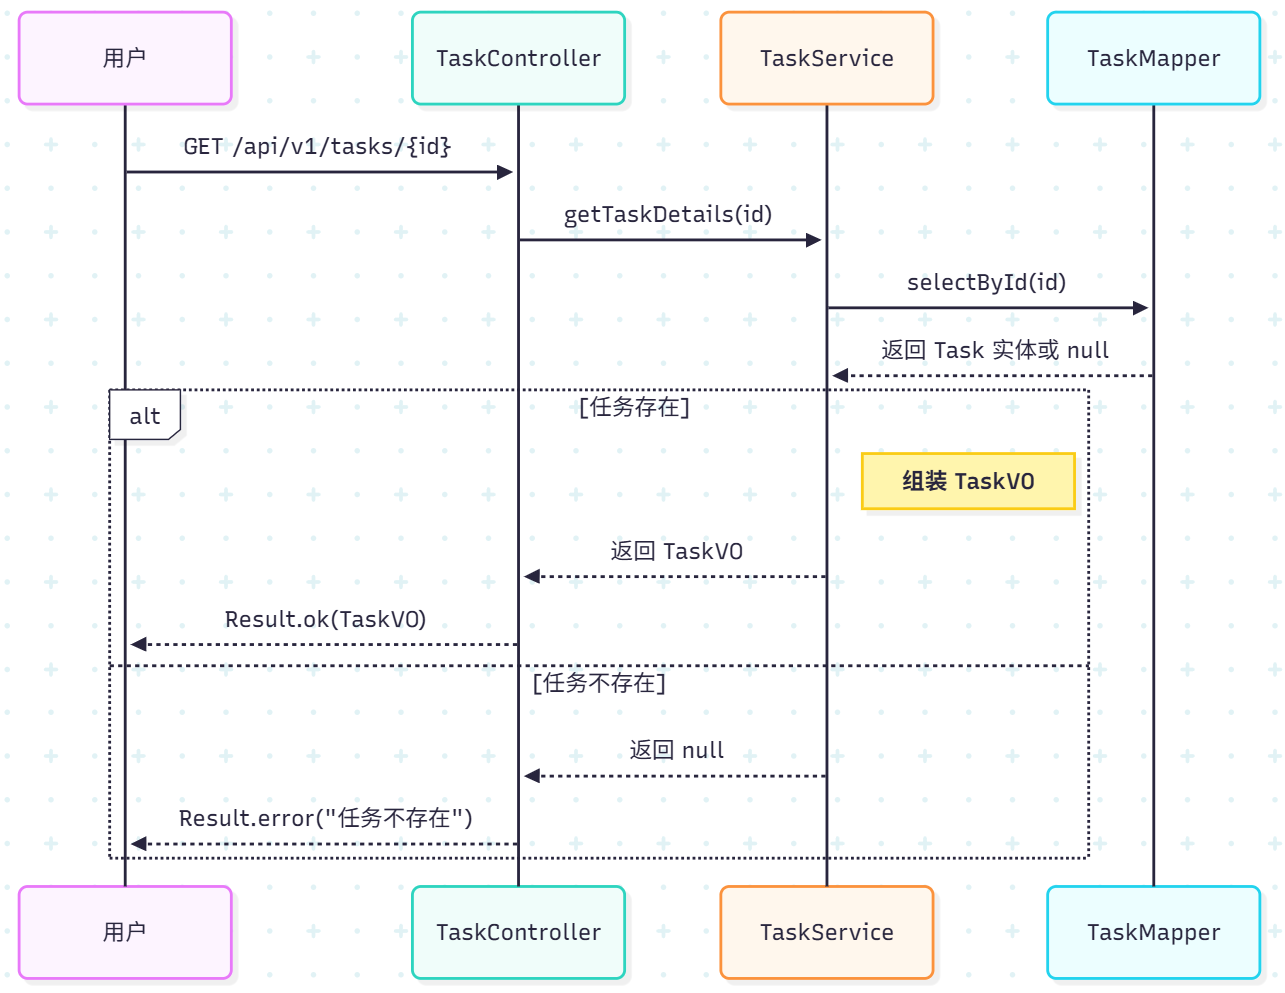 用户
TaskController
TaskService
TaskMapper
GET /api/v1/tasks/{id}
getTaskDetails(id)
selectById(id)
返回 Task 实体或 null
alt
[任务存在]
组装 TaskVO
返回 TaskVO
Result.ok(TaskVO)
[任务不存在]
返回 null
Result.error("任务不存在")
用户
TaskController
TaskService
TaskMapper